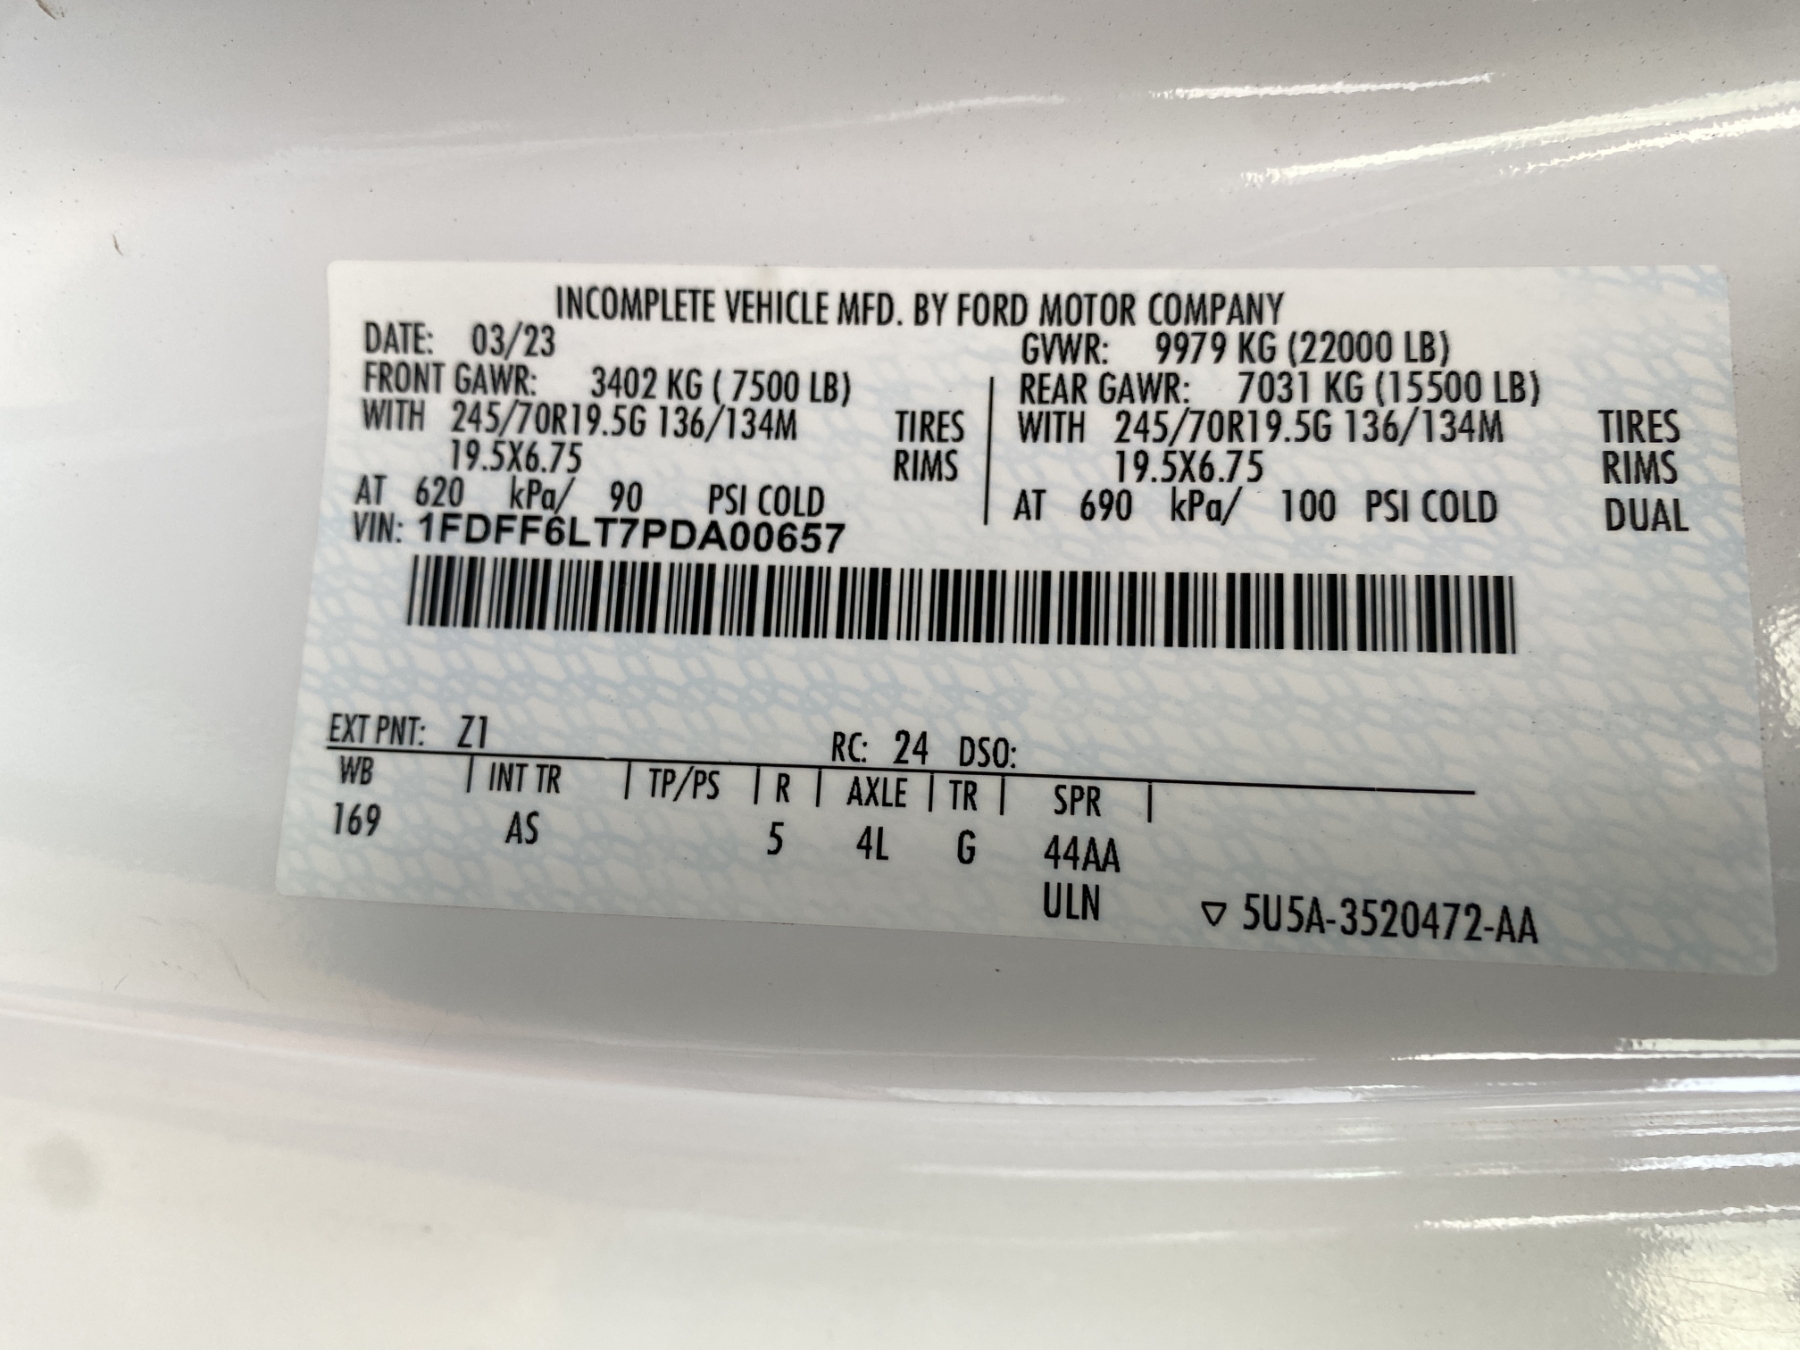 INCOMPLETE VEHICLE MFD. BY FORD MOTOR COMPANY
DATE: 03/23 GVWR: 9979 KG (22000 LB)
FRONT GAWR: 3402 KG ( 7500 LB) REAR GAWR: 7031 KG (15500 LB)
WITH 245/70R19.5G 136/134M TIRES WITH 245/70R19.5G 136/134M TIRES
19.5X6.75 RIMS 19.5X6.75 RIMS
AT 620 kPa/ 90 PSI COLD AT 690 kPa/ 100 PSI COLD DUAL
VIN: 1FDFF6LT7PDA00657
EXT PNT: Z1 RC: 24 DSO:
WB | INT TR | TP/PS | R | AXLE | TR | SPR |
169 AS 5 4L G 44AA
ULN ▽ 5U5A-3520472-AA